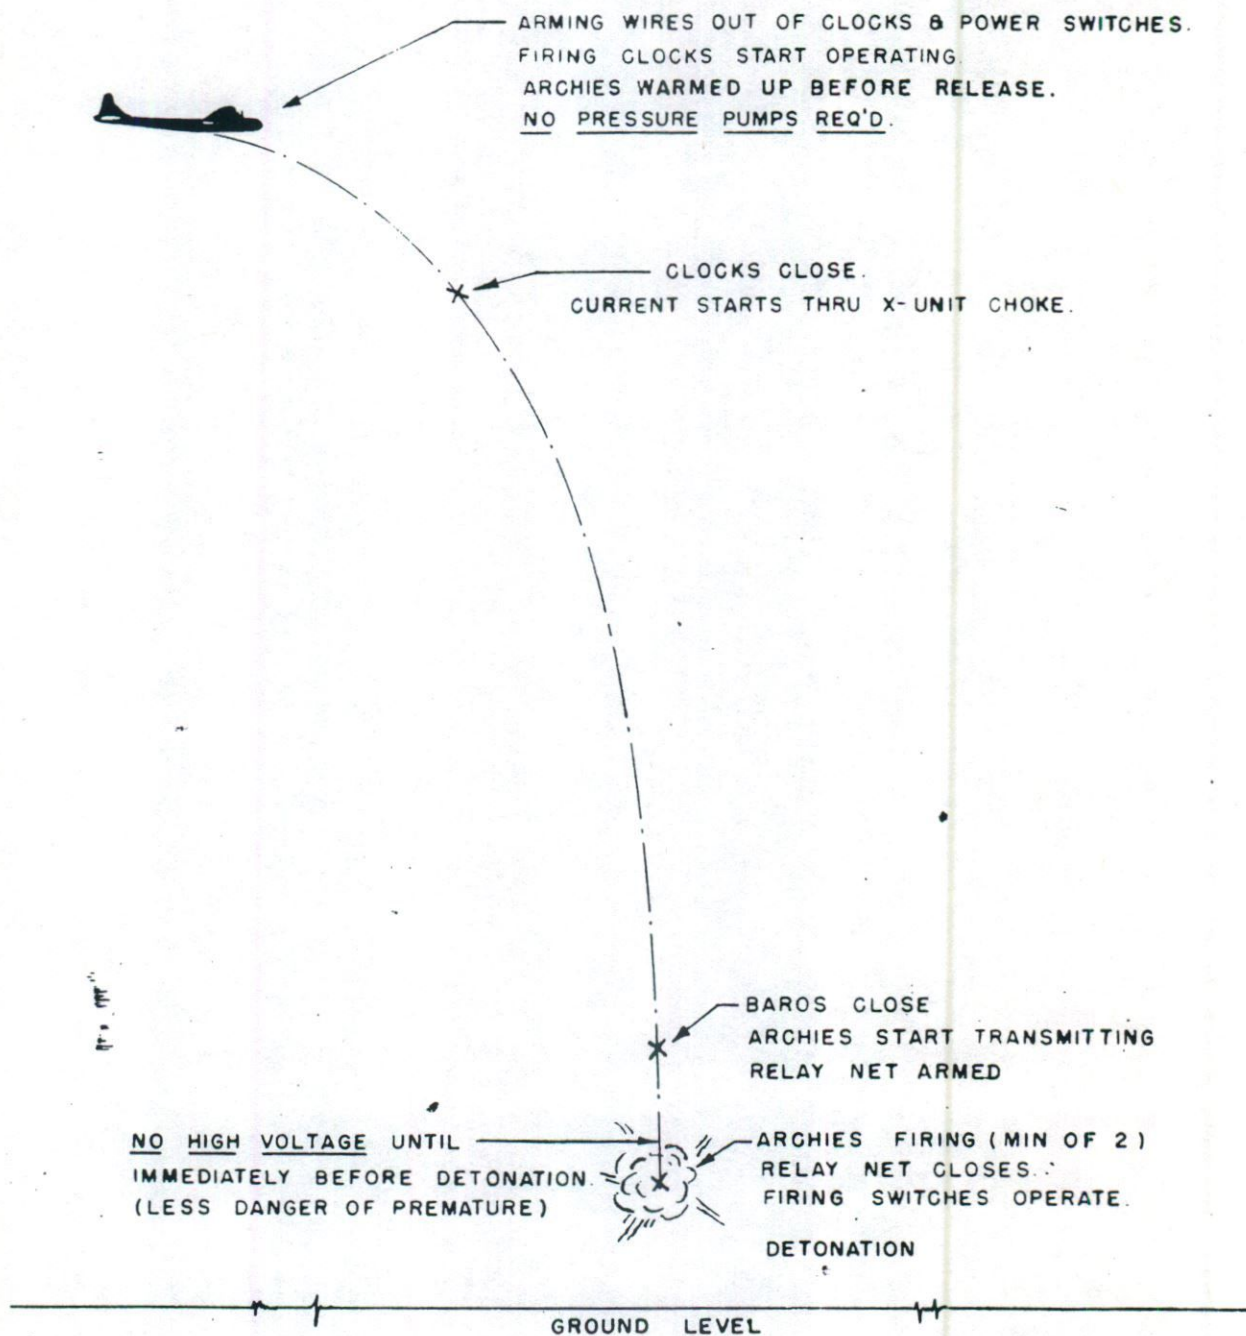 ARMING WIRES OUT OF CLOCKS & POWER SWITCHES.
FIRING CLOCKS START OPERATING.
ARCHIES WARMED UP BEFORE RELEASE.
NO PRESSURE PUMPS REQ'D.
CLOCKS CLOSE.
CURRENT STARTS THRU X-UNIT CHOKE.
BAROS CLOSE
ARCHIES START TRANSMITTING
RELAY NET ARMED
NO HIGH VOLTAGE UNTIL
IMMEDIATELY BEFORE DETONATION.
(LESS DANGER OF PREMATURE)
ARCHIES FIRING (MIN OF 2)
RELAY NET CLOSES.
FIRING SWITCHES OPERATE.
DETONATION
GROUND LEVEL